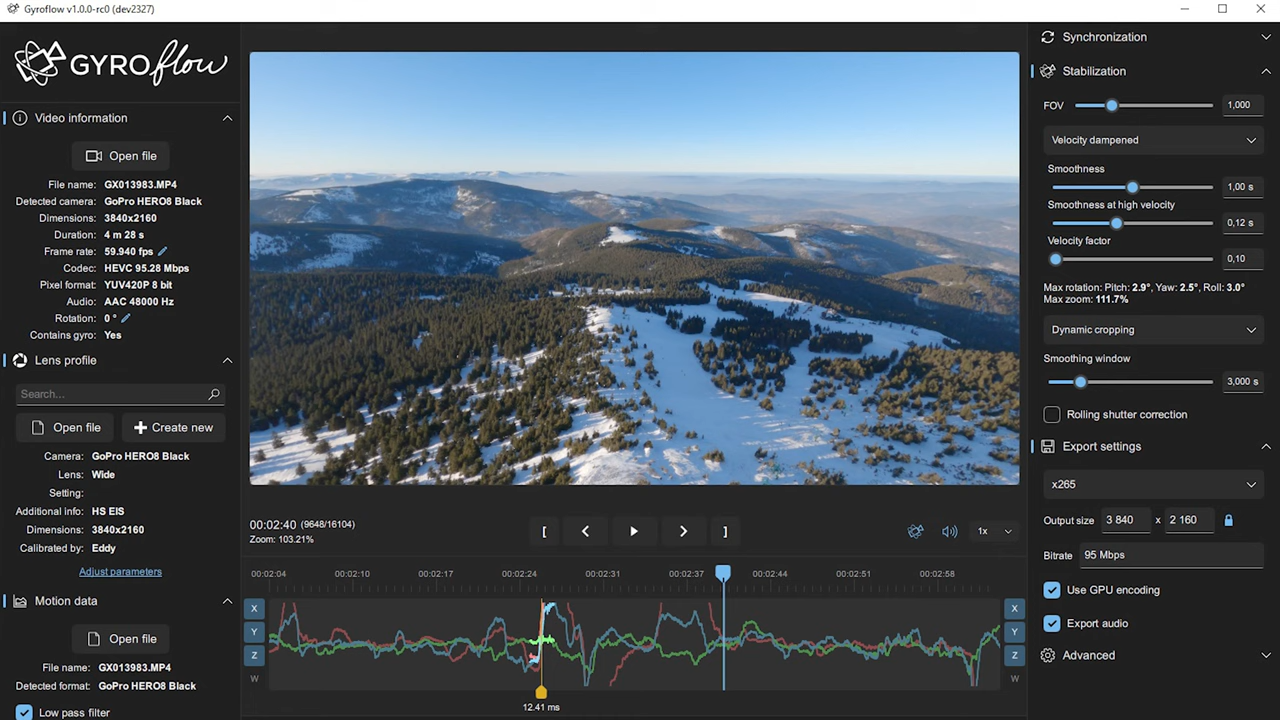 Gyroflow v1.0.0-rc0 (dev2327)
GYROflow
Video information
Open file
File name: GX013983.MP4
Detected camera: GoPro HERO8 Black
Dimensions: 3840x2160
Duration: 4 m 28 s
Frame rate: 59.940 fps
Codec: HEVC 95.28 Mbps
Pixel format: YUV420P 8 bit
Audio: AAC 48000 Hz
Rotation: 0 °
Contains gyro: Yes
Lens profile
Search...
Open file Create new
Camera: GoPro HERO8 Black
Lens: Wide
Setting:
Additional info: HS EIS
Dimensions: 3840x2160
Calibrated by: Eddy
Adjust parameters
Motion data
Open file
File name: GX013983.MP4
Detected format: GoPro HERO8 Black
Low pass filter
00:02:40 (9648/16104)
Zoom: 103.21%
[ ]
1x
00:02:04 00:02:10 00:02:17 00:02:24 00:02:31 00:02:37 00:02:44 00:02:51 00:02:58
X X
Y Y
Z Z
W W
12.41 ms
Synchronization
Stabilization
FOV 1,000
Velocity dampened
Smoothness
1,00 s
Smoothness at high velocity
0,12 s
Velocity factor
0,10
Max rotation: Pitch: 2.9°, Yaw: 2.5°, Roll: 3.0°
Max zoom: 111.7%
Dynamic cropping
Smoothing window
3,000 s
Rolling shutter correction
Export settings
x265
Output size 3 840 x 2 160
Bitrate 95 Mbps
Use GPU encoding
Export audio
Advanced